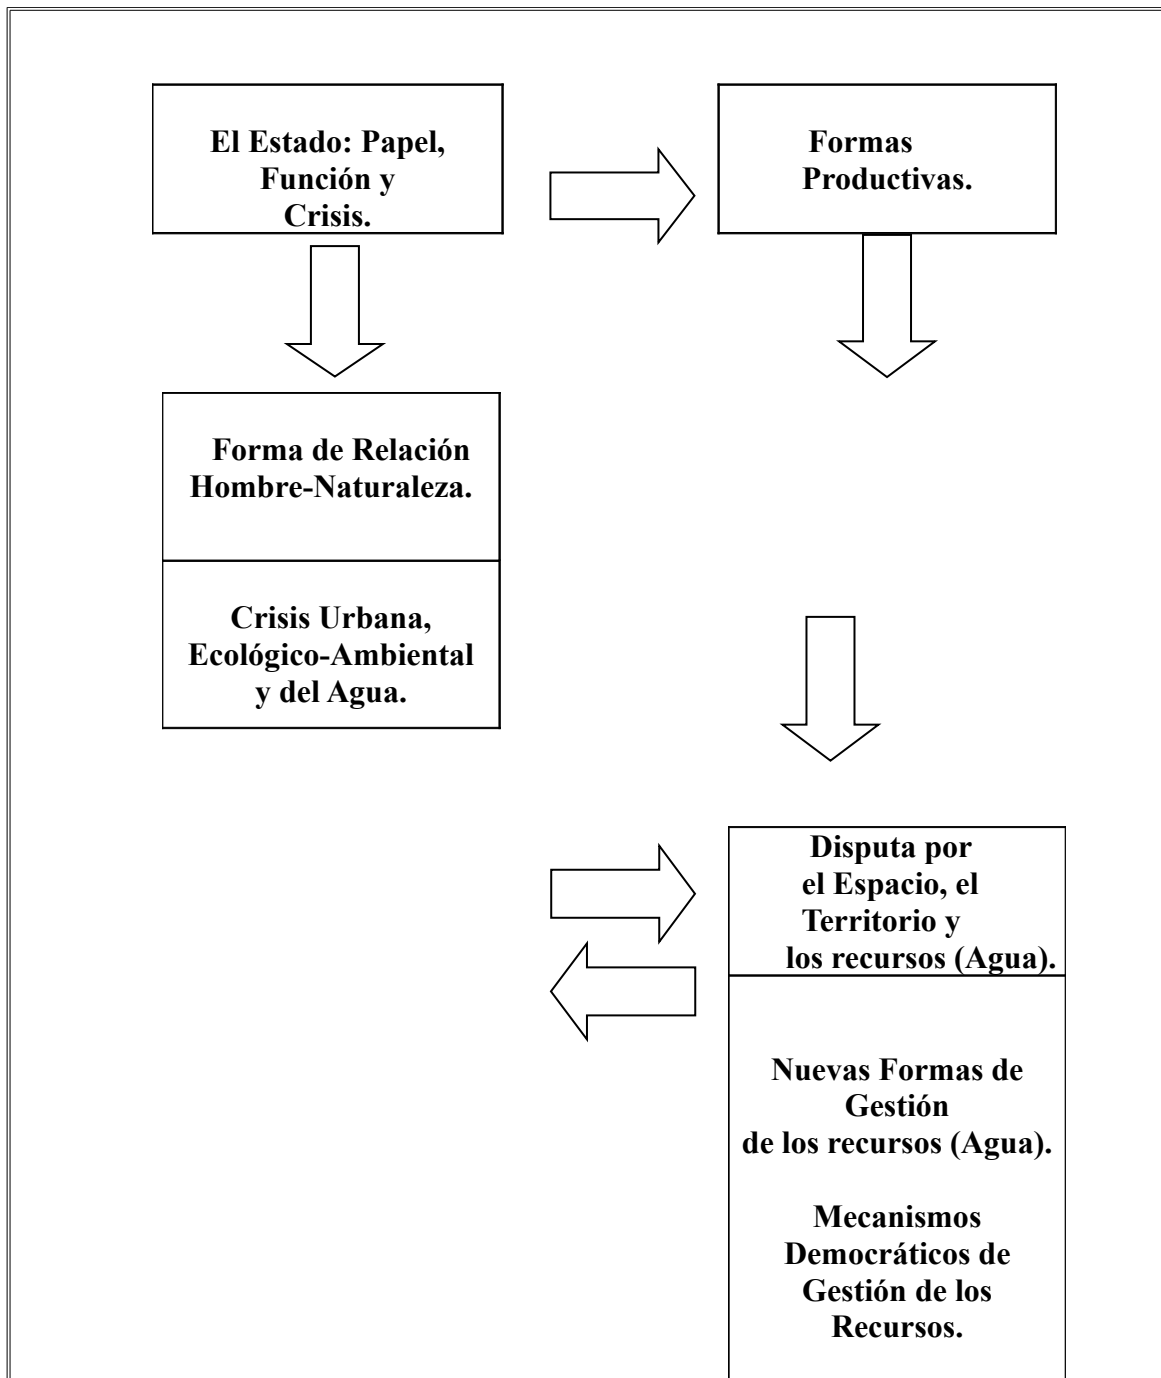 El Estado: Papel,
Función y
Crisis.
Formas
Productivas.
Forma de Relación
Hombre-Naturaleza.
Crisis Urbana,
Ecológico-Ambiental
y del Agua.
Disputa por
el Espacio, el
Territorio y
los recursos (Agua).
Nuevas Formas de
Gestión
de los recursos (Agua).
Mecanismos
Democráticos de
Gestión de los
Recursos.